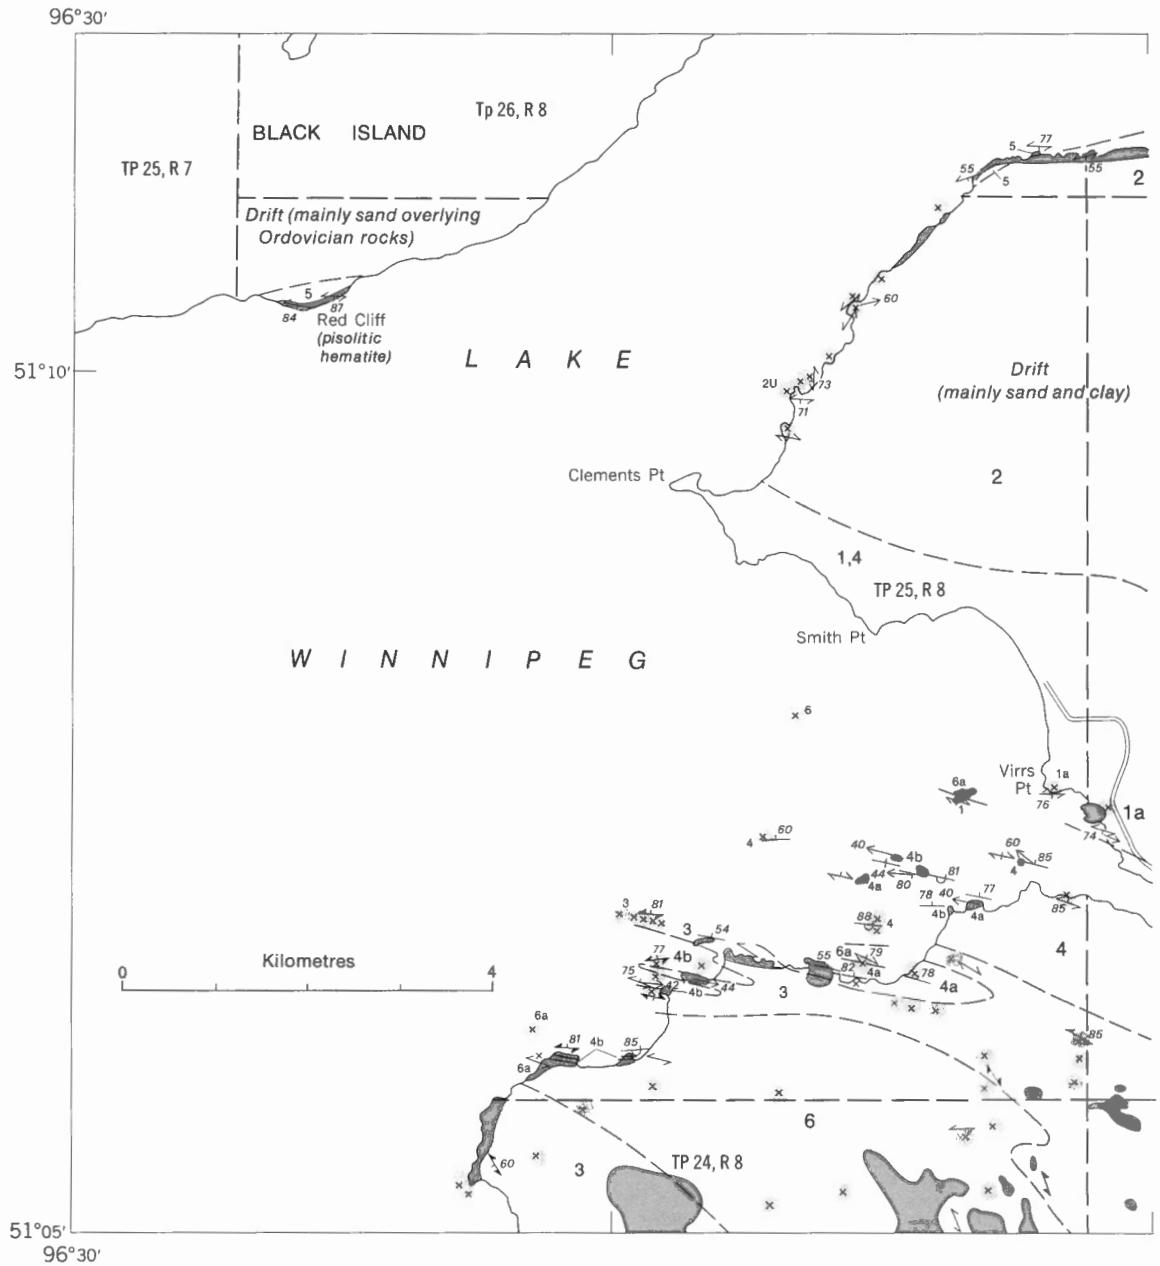 96°30'
Tp 26, R 8
BLACK ISLAND
TP 25, R 7
Drift (mainly sand overlying
Ordovician rocks)
5
84
87
Red Cliff
(pisolitic
hematite)
5
77
55
5
55
2
60
51°10'
LAKE
2U
73
71
Drift
(mainly sand and clay)
Clements Pt
2
1,4
TP 25, R 8
Smith Pt
WINNIPEG
6
Virrs
Pt
1a
76
6a
1
1a
74
4
60
40
4b
60
85
4
44
80
81
4a
78
40
77
4b
4a
85
3
81
88
4
3
54
4
77
4b
55
6a
79
82
4a
78
4a
75
42
4b
44
3
0
Kilometres
4
6a
81
4b
85
6a
85
6
60
3
TP 24, R 8
51°05'
96°30'